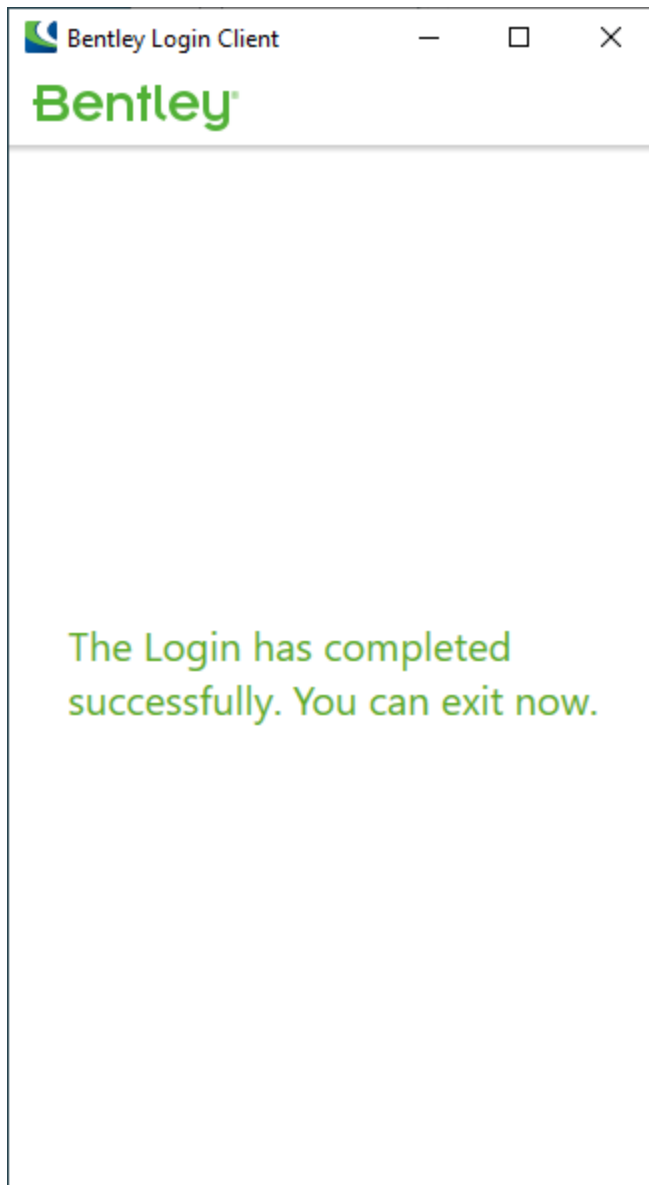 Bentley Login Client
Bentley®
The Login has completed
successfully. You can exit now.